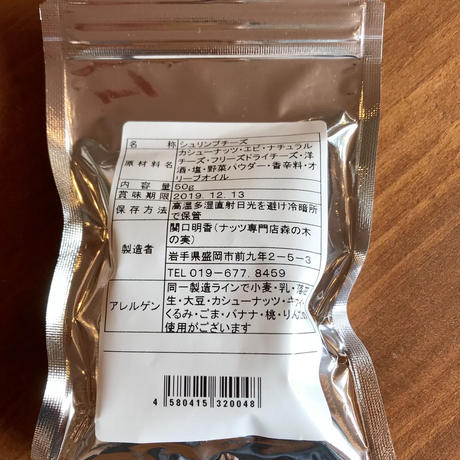 名 称 シュリンプチーズ
原材料名 カシューナッツ・エビ・ナチュラル
チーズ・フリーズドライチーズ・洋
酒・塩・野菜パウダー・香辛料・オ
リーブオイル
内 容 量 50g
賞味期限 2019. 12. 13
保存方法 高温多湿直射日光を避け冷暗所
で保管
製造者 関口明香(ナッツ専門店森の木
の実)
岩手県盛岡市前九年2-5-3
TEL 019-677. 8459
アレルゲン 同一製造ラインで小麦・乳・落花
生・大豆・カシューナッツ・キウイ・
くるみ・ごま・バナナ・桃・りんごの
使用がございます
4 580415 320048